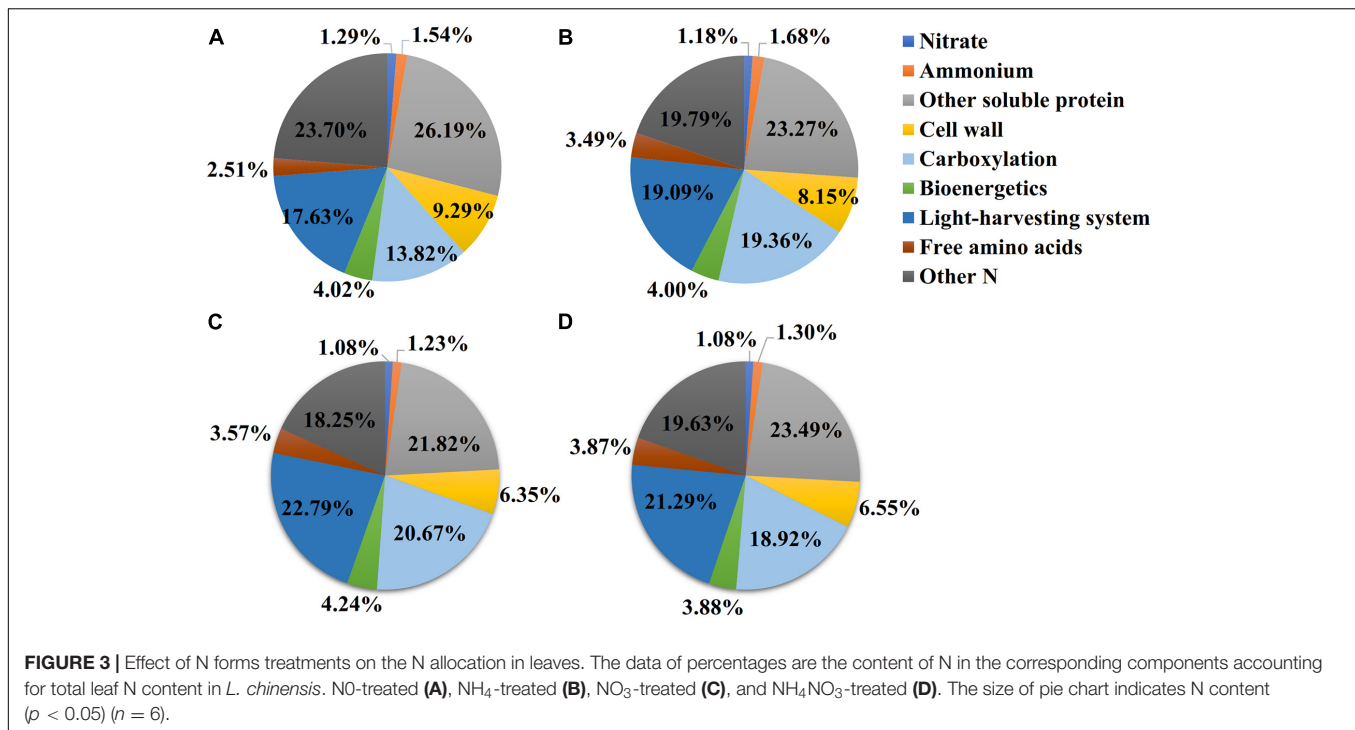 A
1.29%
1.54%
26.19%
9.29%
13.82%
4.02%
17.63%
2.51%
23.70%
B
1.18%
1.68%
23.27%
8.15%
19.36%
4.00%
19.09%
3.49%
19.79%
Nitrate
Ammonium
Other soluble protein
Cell wall
Carboxylation
Bioenergetics
Light-harvesting system
Free amino acids
Other N
C
1.08%
1.23%
21.82%
6.35%
20.67%
4.24%
22.79%
3.57%
18.25%
D
1.08%
1.30%
23.49%
6.55%
18.92%
3.88%
21.29%
3.87%
19.63%
FIGURE 3 | Effect of N forms treatments on the N allocation in leaves. The data of percentages are the content of N in the corresponding components accounting
for total leaf N content in L. chinensis. N0-treated (A), NH₄-treated (B), NO₃-treated (C), and NH₄NO₃-treated (D). The size of pie chart indicates N content
(p < 0.05) (n = 6).